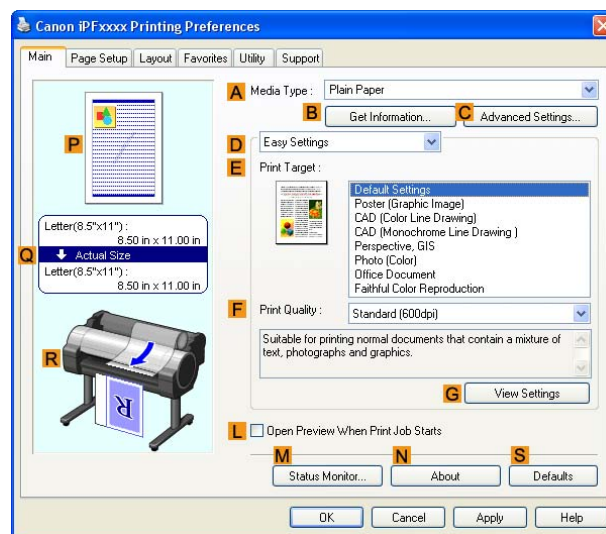 Canon iPFxxxx Printing Preferences
Main Page Setup Layout Favorites Utility Support
A Media Type : Plain Paper
B Get Information... C Advanced Settings...
D Easy Settings
E Print Target :
Default Settings
Poster (Graphic Image)
CAD (Color Line Drawing)
CAD (Monochrome Line Drawing )
Perspective, GIS
Photo (Color)
Office Document
Faithful Color Reproduction
P
Letter(8.5"x11") :
8.50 in x 11.00 in
Q Actual Size
Letter(8.5"x11") :
8.50 in x 11.00 in
F Print Quality : Standard (600dpi)
Suitable for printing normal documents that contain a mixture of
text, photographs and graphics.
R
R
G View Settings
L Open Preview When Print Job Starts
M N S
Status Monitor... About Defaults
OK Cancel Apply Help